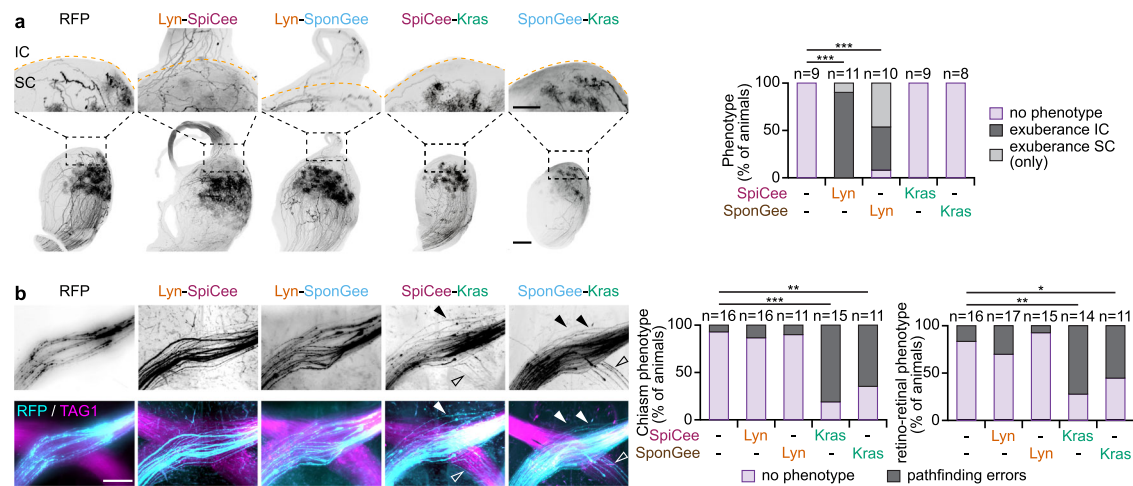 a
RFP Lyn-SpiCee Lyn-SponGee SpiCee-Kras SponGee-Kras
IC
SC
***
***
n=9 n=11 n=10 n=9 n=8
Phenotype
(% of animals)
100
50
0
no phenotype
exuberance IC
exuberance SC
(only)
SpiCee - Lyn - Kras -
SponGee - - Lyn - Kras
b
RFP Lyn-SpiCee Lyn-SponGee SpiCee-Kras SponGee-Kras
RFP / TAG1
**
***
n=16 n=16 n=11 n=15 n=11
Chiasm phenotype
(% of animals)
100
50
0
SpiCee - Lyn - Kras -
SponGee - - Lyn - Kras
*
**
n=16 n=17 n=15 n=14 n=11
retino-retinal phenotype
(% of animals)
100
50
0
- Lyn - Kras -
- - Lyn - Kras
no phenotype pathfinding errors